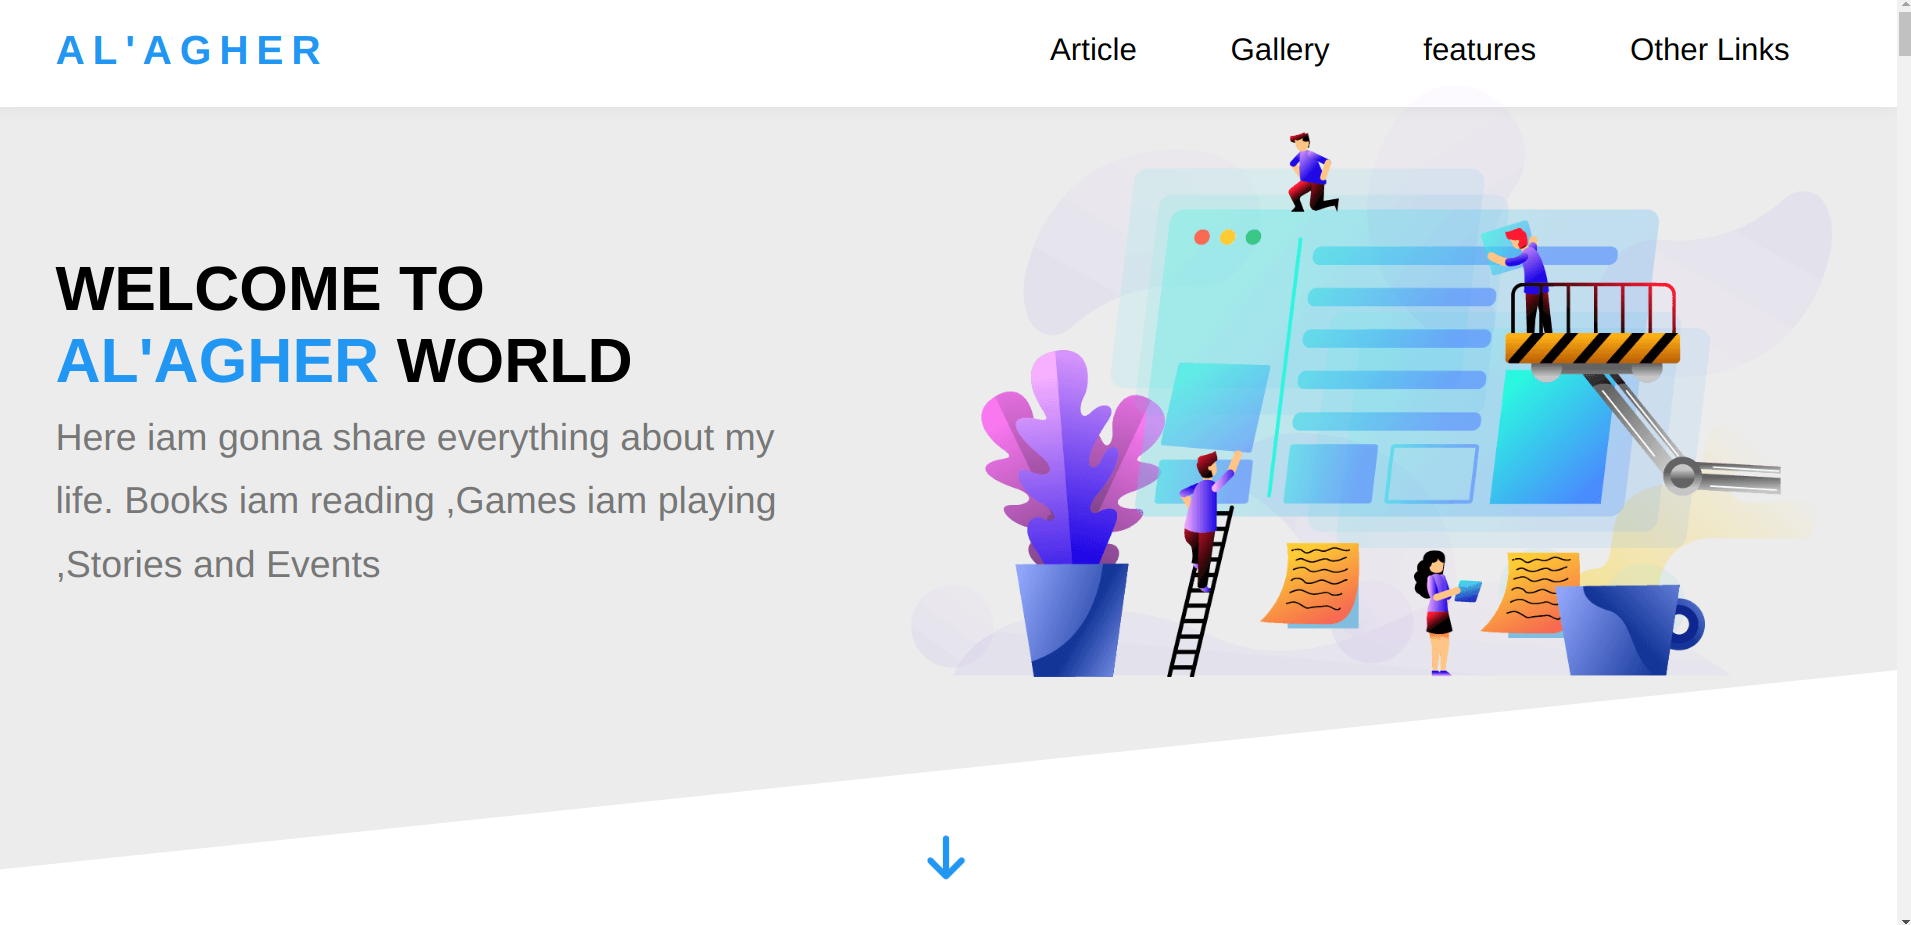 AL'AGHER
Article
Gallery
features
Other Links
WELCOME TO
AL'AGHER WORLD
Here iam gonna share everything about my
life. Books iam reading ,Games iam playing
,Stories and Events